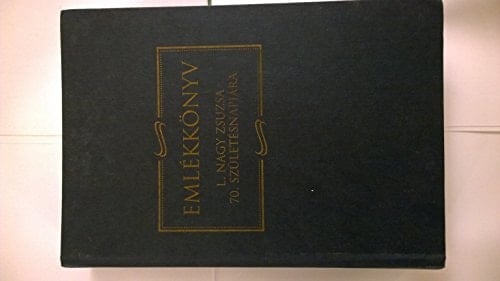 EMLÉKKÖNYV
L. NAGY ZSUZSA
70. SZÜLETÉSNAPJÁRA